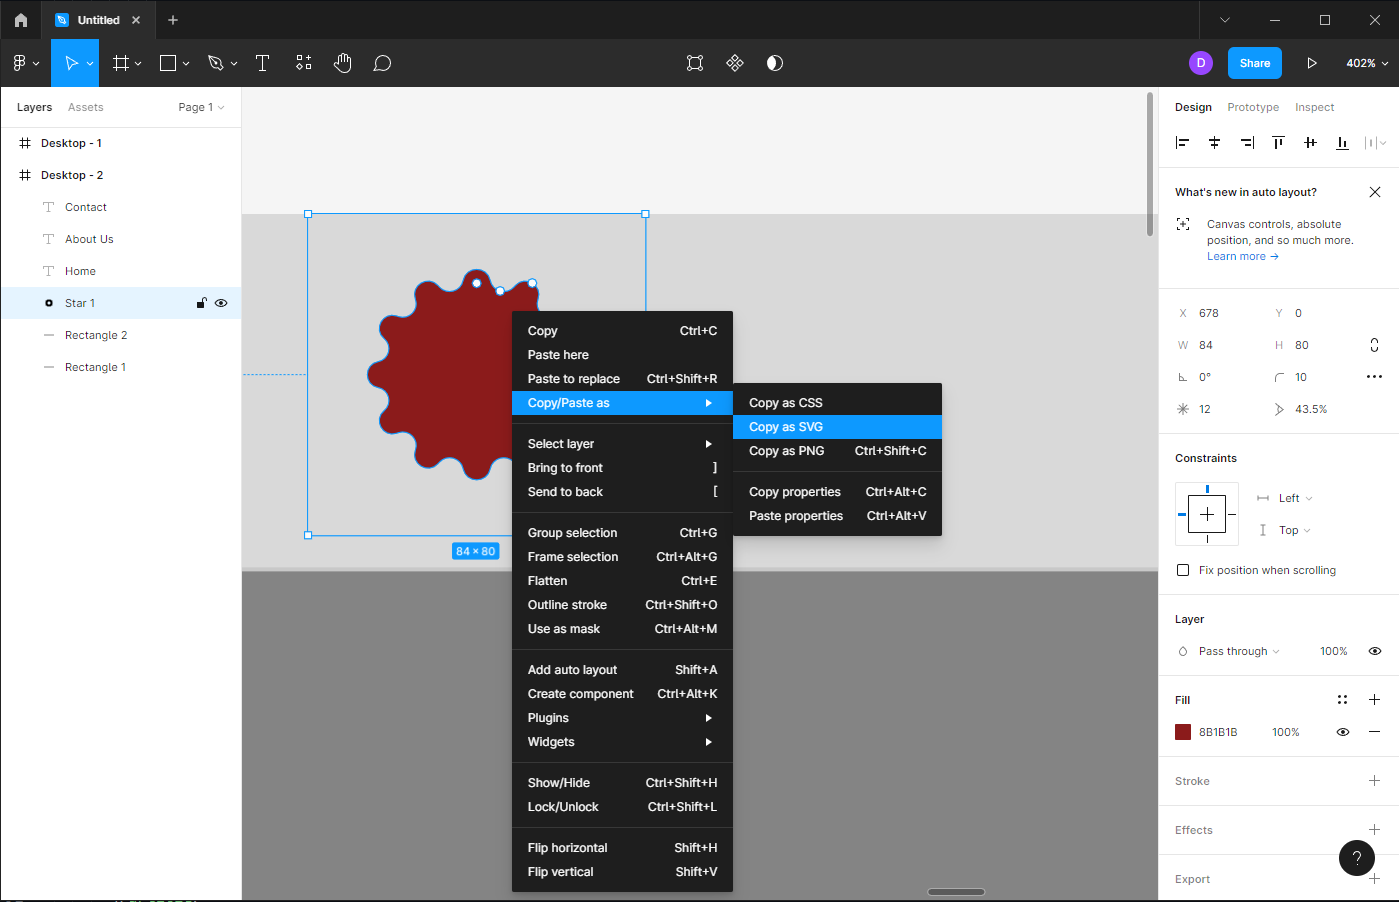 Untitled
D
Share
402%
Layers
Assets
Page 1
Desktop - 1
Desktop - 2
Contact
About Us
Home
Star 1
Rectangle 2
Rectangle 1
84 × 80
Copy Ctrl+C
Paste here
Paste to replace Ctrl+Shift+R
Copy/Paste as
Select layer
Bring to front ]
Send to back [
Group selection Ctrl+G
Frame selection Ctrl+Alt+G
Flatten Ctrl+E
Outline stroke Ctrl+Shift+O
Use as mask Ctrl+Alt+M
Add auto layout Shift+A
Create component Ctrl+Alt+K
Plugins
Widgets
Show/Hide Ctrl+Shift+H
Lock/Unlock Ctrl+Shift+L
Flip horizontal Shift+H
Flip vertical Shift+V
Copy as CSS
Copy as SVG
Copy as PNG Ctrl+Shift+C
Copy properties Ctrl+Alt+C
Paste properties Ctrl+Alt+V
Design Prototype Inspect
What's new in auto layout?
Canvas controls, absolute
position, and so much more.
Learn more →
X 678 Y 0
W 84 H 80
0° 10
12 43.5%
Constraints
Left
Top
Fix position when scrolling
Layer
Pass through 100%
Fill
8B1B1B 100%
Stroke
Effects
?
Export